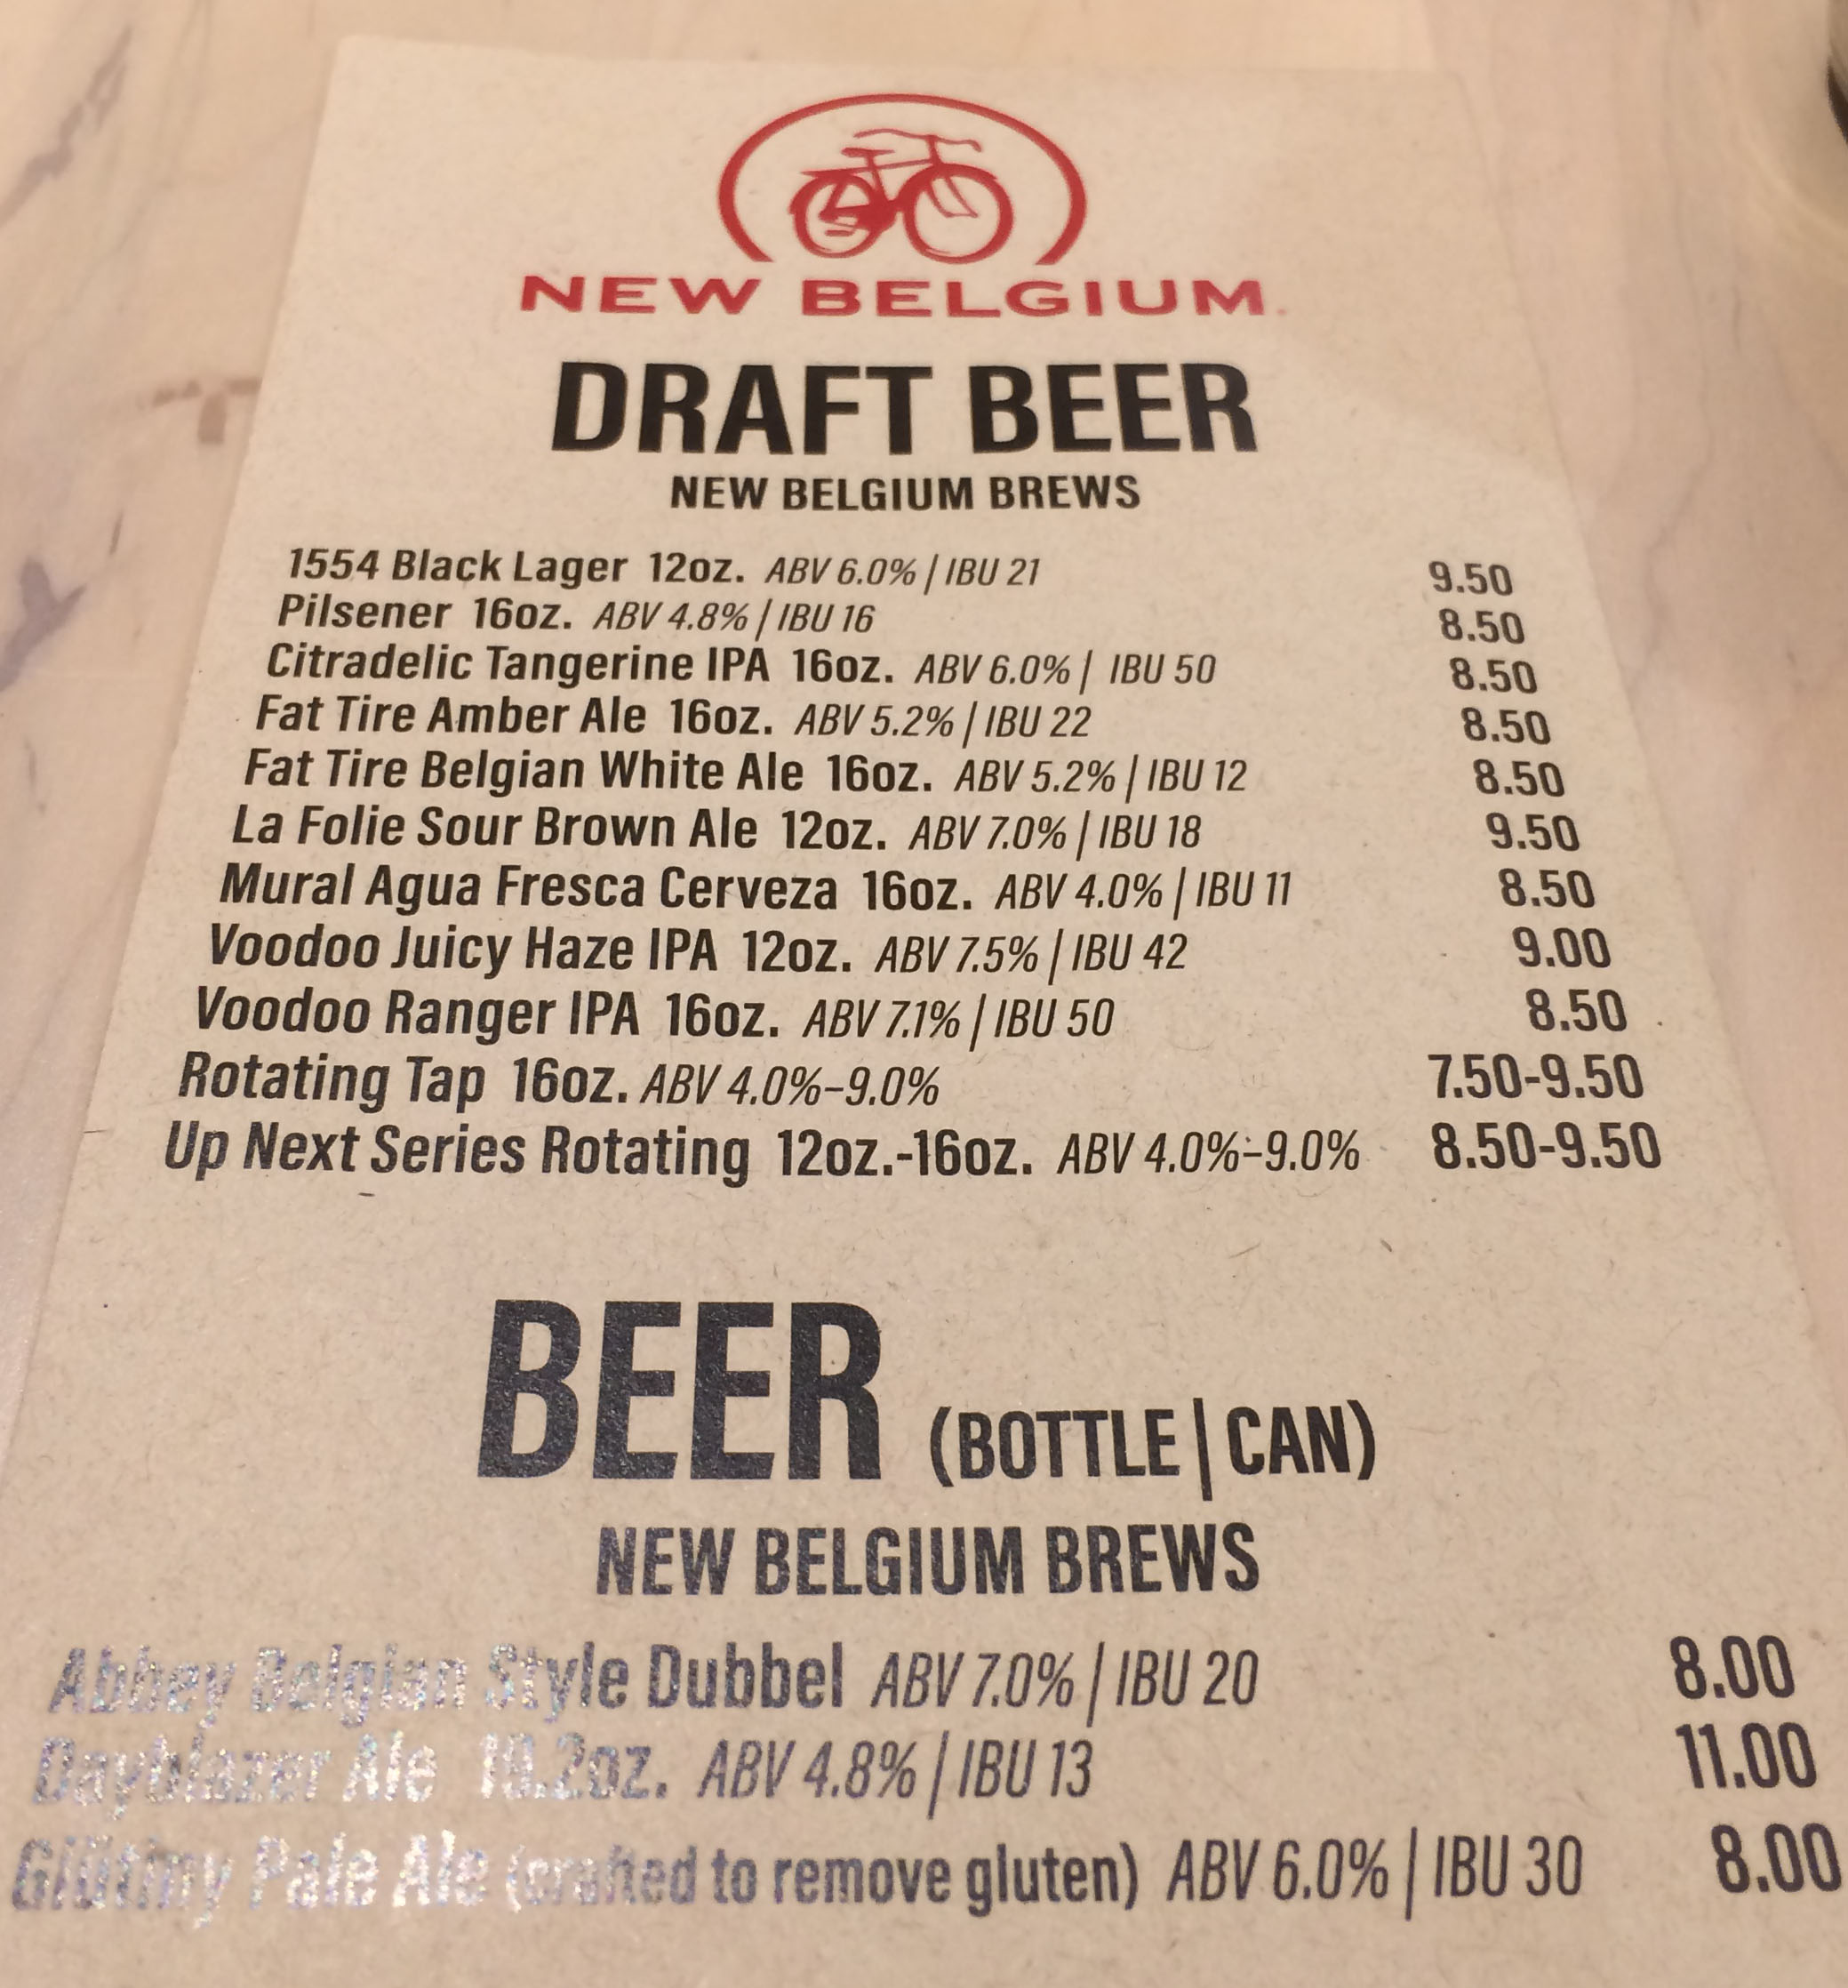 NEW BELGIUM.
DRAFT BEER
NEW BELGIUM BREWS
1554 Black Lager 12oz. ABV 6.0% | IBU 21 9.50
Pilsener 16oz. ABV 4.8% | IBU 16 8.50
Citradelic Tangerine IPA 16oz. ABV 6.0% | IBU 50 8.50
Fat Tire Amber Ale 16oz. ABV 5.2% | IBU 22 8.50
Fat Tire Belgian White Ale 16oz. ABV 5.2% | IBU 12 8.50
La Folie Sour Brown Ale 12oz. ABV 7.0% | IBU 18 9.50
Mural Agua Fresca Cerveza 16oz. ABV 4.0% | IBU 11 8.50
Voodoo Juicy Haze IPA 12oz. ABV 7.5% | IBU 42 9.00
Voodoo Ranger IPA 16oz. ABV 7.1% | IBU 50 8.50
Rotating Tap 16oz. ABV 4.0%–9.0% 7.50-9.50
Up Next Series Rotating 12oz.-16oz. ABV 4.0%–9.0% 8.50-9.50
BEER (BOTTLE | CAN)
NEW BELGIUM BREWS
Abbey Belgian Style Dubbel ABV 7.0% | IBU 20 8.00
Dayblazer Ale 19.2oz. ABV 4.8% | IBU 13 11.00
Glütiny Pale Ale (crafted to remove gluten) ABV 6.0% | IBU 30 8.00